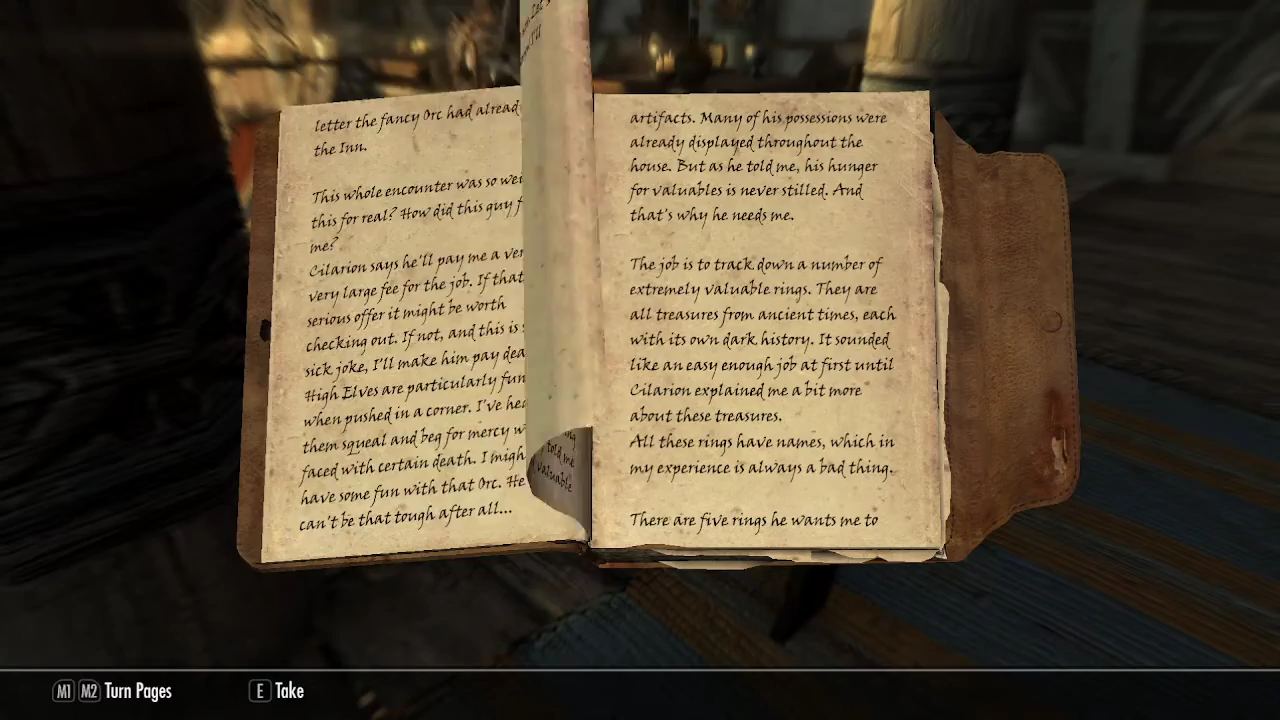 letter the fancy Orc had
the Inn.
This whole encounter was so
this for real? How did this guy
me?
Cilarion says he'll pay me a
very large fee for the job. If that
serious offer it might be worth
checking out. If not, and this is
sick joke, I'll make him pay
High Elves are particularly
when pushed in a corner. I've
them squeal and beg for mercy
faced with certain death. I
have some fun with that Orc. He
can't be that tough after all...
told me
valuable
artifacts. Many of his possessions were
already displayed throughout the
house. But as he told me, his hunger
for valuables is never stilled. And
that's why he needs me.
The job is to track down a number of
extremely valuable rings. They are
all treasures from ancient times, each
with its own dark history. It sounded
like an easy enough job at first until
Cilarion explained me a bit more
about these treasures.
All these rings have names, which in
my experience is always a bad thing.
There are five rings he wants me to
M1 M2 Turn Pages
E Take